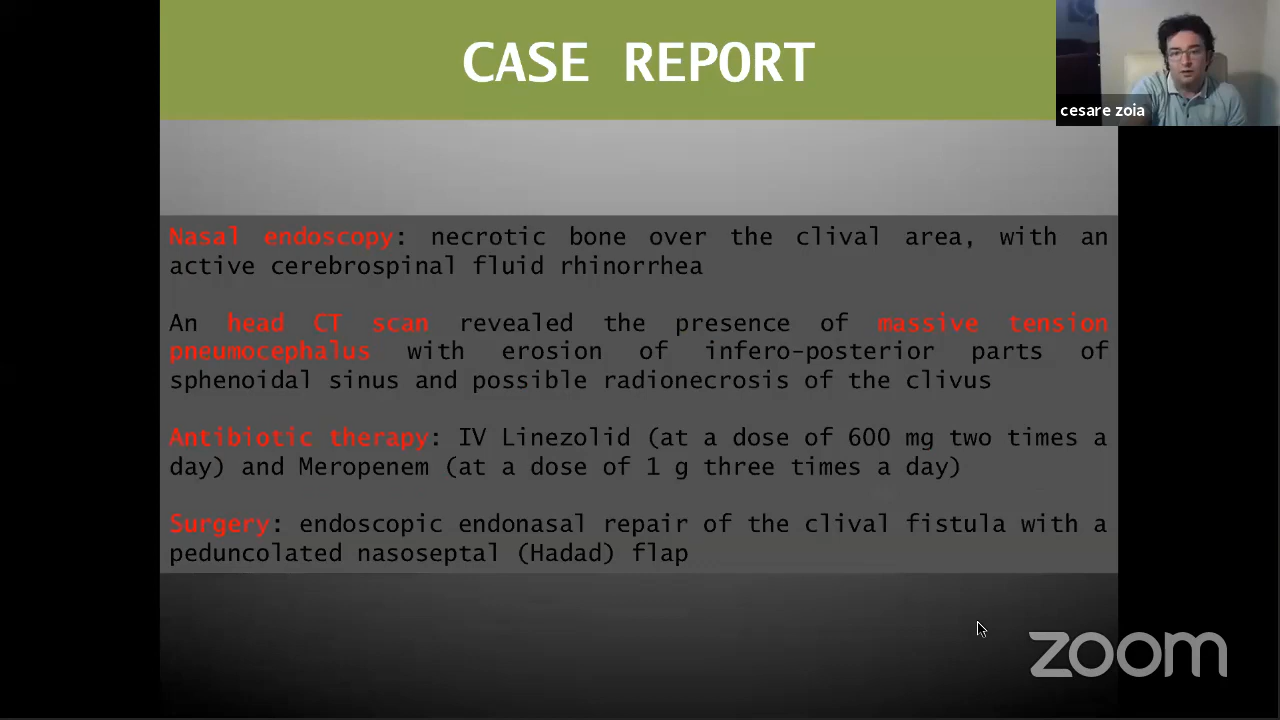 CASE REPORT
cesare zoia
Nasal endoscopy: necrotic bone over the clival area, with an
active cerebrospinal fluid rhinorrhea
An head CT scan revealed the presence of massive tension
pneumocephalus with erosion of infero-posterior parts of
sphenoidal sinus and possible radionecrosis of the clivus
Antibiotic therapy: IV Linezolid (at a dose of 600 mg two times a
day) and Meropenem (at a dose of 1 g three times a day)
Surgery: endoscopic endonasal repair of the clival fistula with a
peduncolated nasoseptal (Hadad) flap
zoom